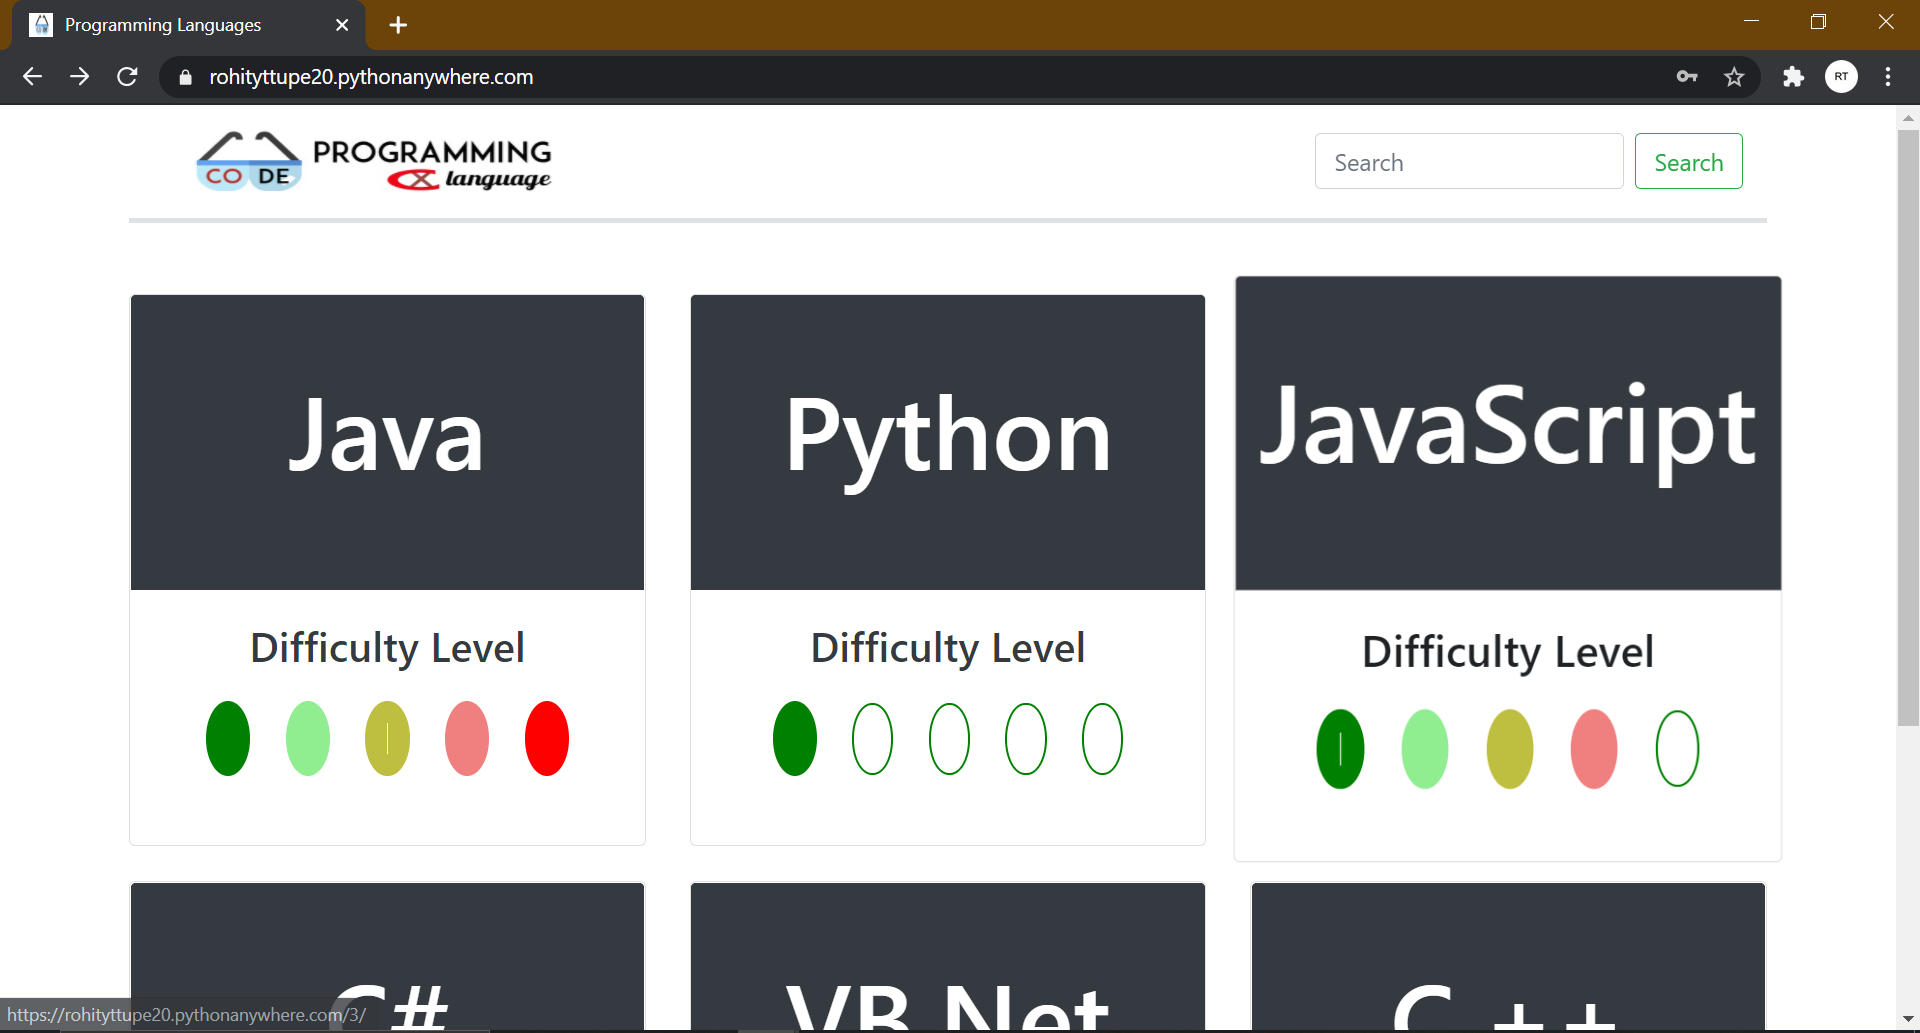 Programming Languages
rohityttupe20.pythonanywhere.com
RT
CO DE
PROGRAMMING
language
Search
Search
Java
Python
JavaScript
Difficulty Level
Difficulty Level
Difficulty Level
C#
VB Net
C ++
https://rohityttupe20.pythonanywhere.com/3/